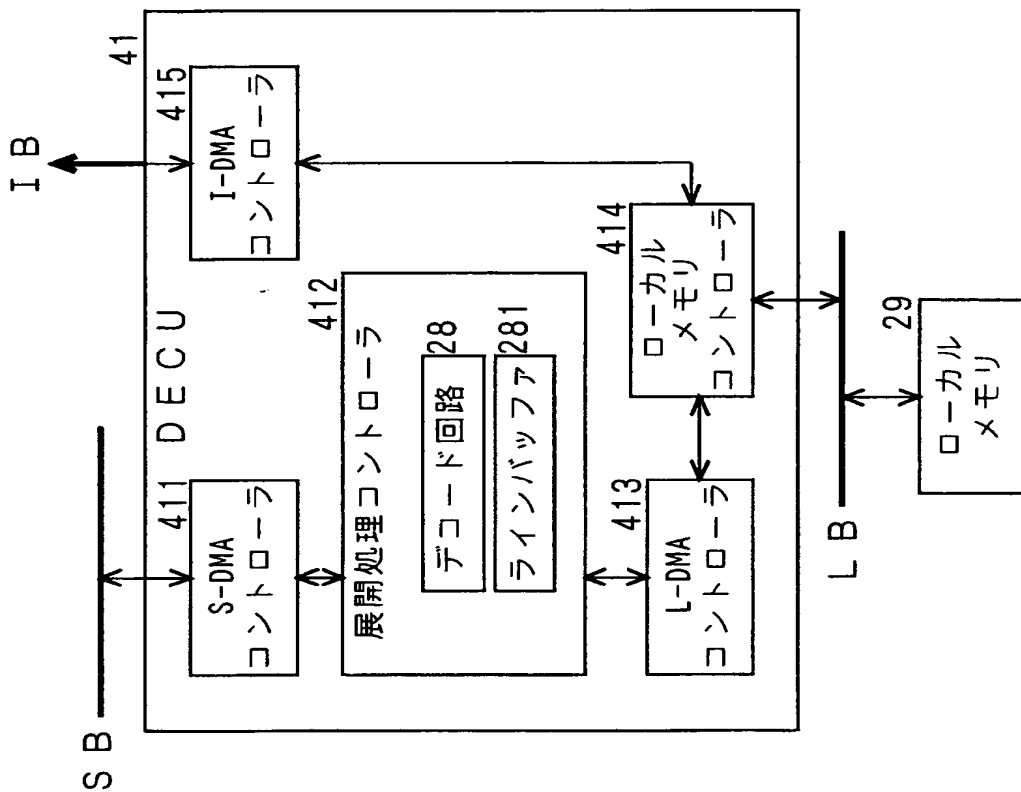 SB
IB
41
DECU
411
S-DMA
コントローラ
415
I-DMA
コントローラ
412
展開処理コントローラ
28
デコード回路
281
ラインバッファ
413
L-DMA
コントローラ
414
ローカル
メモリ
コントローラ
LB
29
ローカル
メモリ